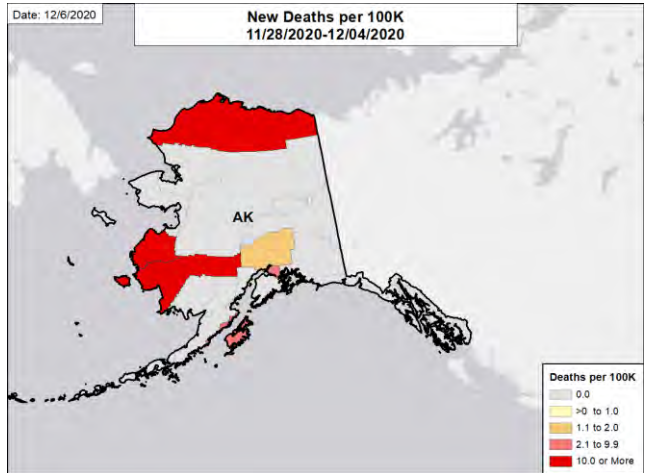 Date: 12/6/2020
New Deaths per 100K
11/28/2020-12/04/2020
AK
Deaths per 100K
0.0
>0 to 1.0
1.1 to 2.0
2.1 to 9.9
10.0 or More